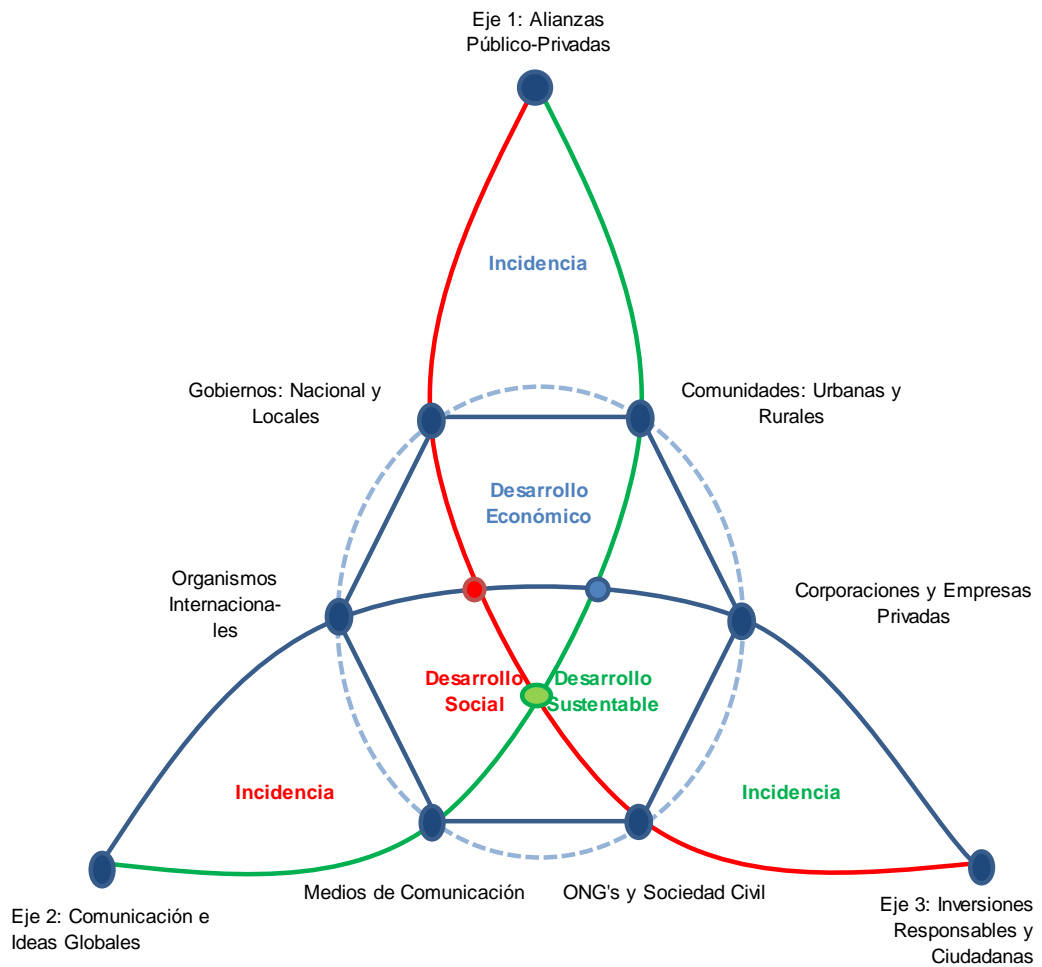 Eje 1: Alianzas
Público-Privadas
Incidencia
Gobiernos: Nacional y
Locales
Comunidades: Urbanas y
Rurales
Desarrollo
Económico
Organismos
Internaciona-
les
Corporaciones y Empresas
Privadas
Desarrollo
Social
Desarrollo
Sustentable
Incidencia
Incidencia
Medios de Comunicación
ONG's y Sociedad Civil
Eje 2: Comunicación e
Ideas Globales
Eje 3: Inversiones
Responsables y
Ciudadanas